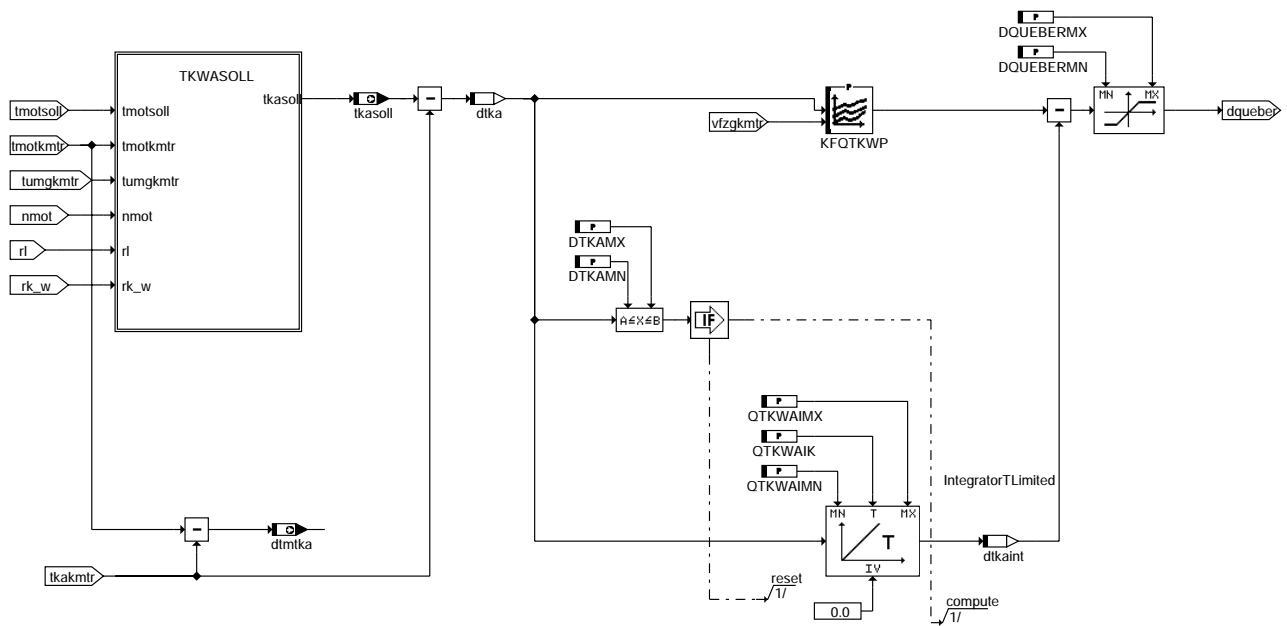 P
DQUEBERMX
P
DQUEBERMN
TKWASOLL
tkasoll
tmotsoll
tmotsoll
tmotkmtr
tmotkmtr
tumgkmtr
tumgkmtr
nmot
nmot
rl
rl
rk_w
rk_w
tkasoll
-
dtka
vfzgkmtr
P
KFQTKWP
-
MN MX
dqueber
P
DTKAMX
P
DTKAMN
A≤X≤B
IF
P
QTKWAIMX
P
QTKWAIK
P
QTKWAIMN
IntegratorTLimited
MN T MX
T
IV
dtkaint
-
dtmtka
tkakmtr
reset
1/
0.0
compute
1/